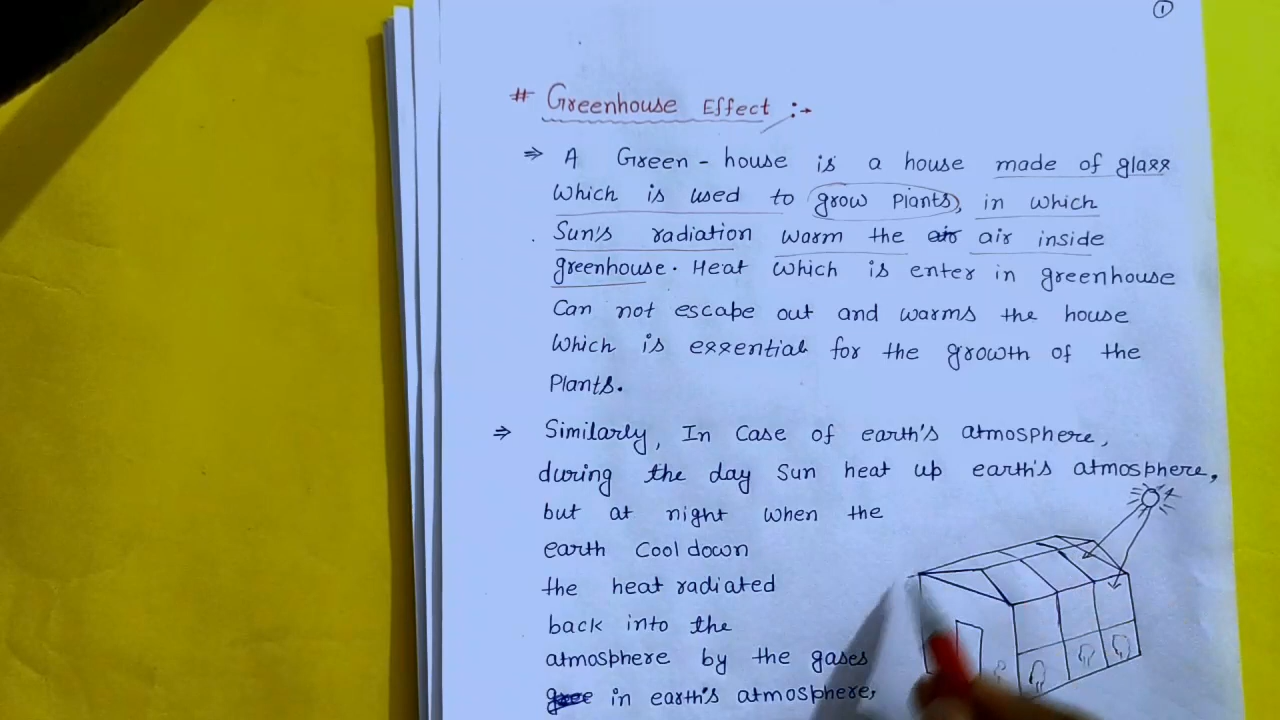 1
# Greenhouse Effect :→
⇒ A Green-house is a house made of glass
which is used to grow Plants, in which
Sun's radiation warm the air air inside
greenhouse. Heat which is enter in greenhouse
Can not escape out and warms the house
which is essential for the growth of the
Plants.
⇒ Similarly, In Case of earth's atmosphere,
during the day Sun heat up earth's atmosphere,
but at night when the
earth Cool down
the heat radiated
back into the
atmosphere by the gases
in earth's atmosphere,